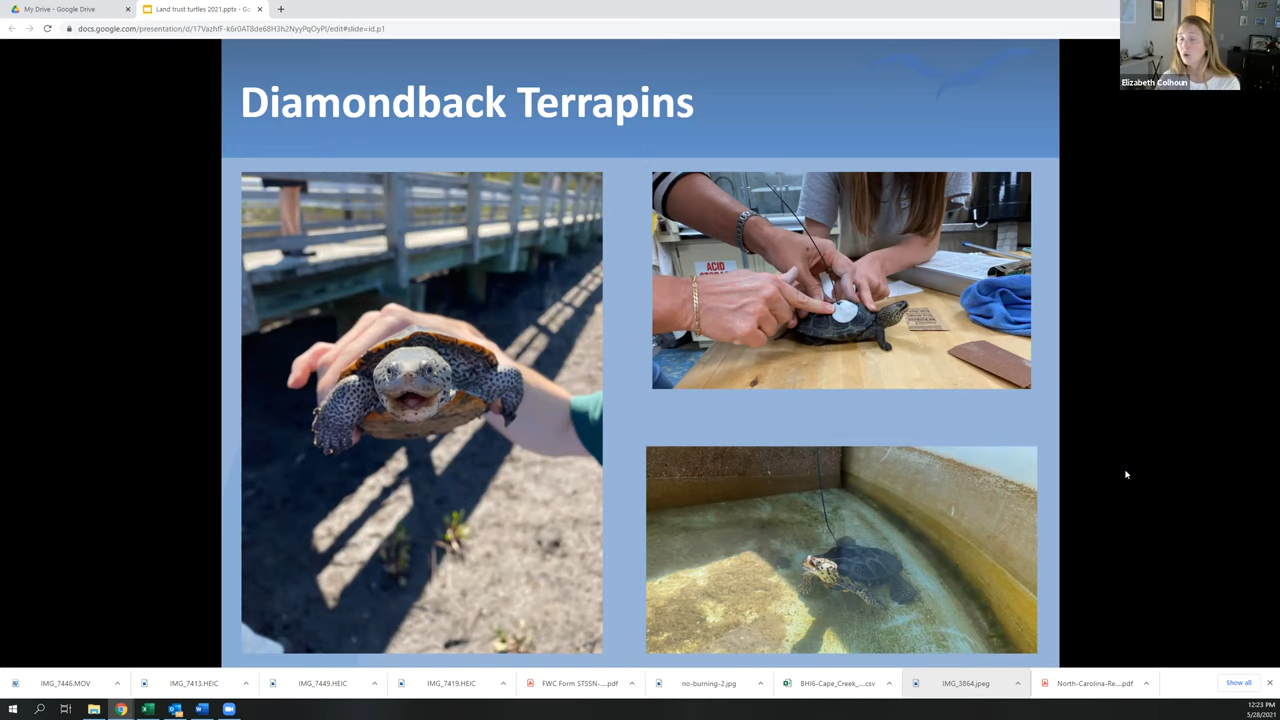 My Drive - Google Drive
Land trust turtles 2021.pptx - Go
docs.google.com/presentation/d/17VazhfF-k6r0AT8de68H3h2NyyPqOyPI/edit#slide=id.p1
Elizabeth Colhoun
Diamondback Terrapins
ACID
IMG_7446.MOV
IMG_7413.HEIC
IMG_7449.HEIC
IMG_7419.HEIC
FWC Form STSSN-....pdf
no-burning-2.jpg
BHI6-Cape_Creek_....csv
IMG_3864.jpeg
North-Carolina-Re....pdf
Show all
12:23 PM
5/28/2021